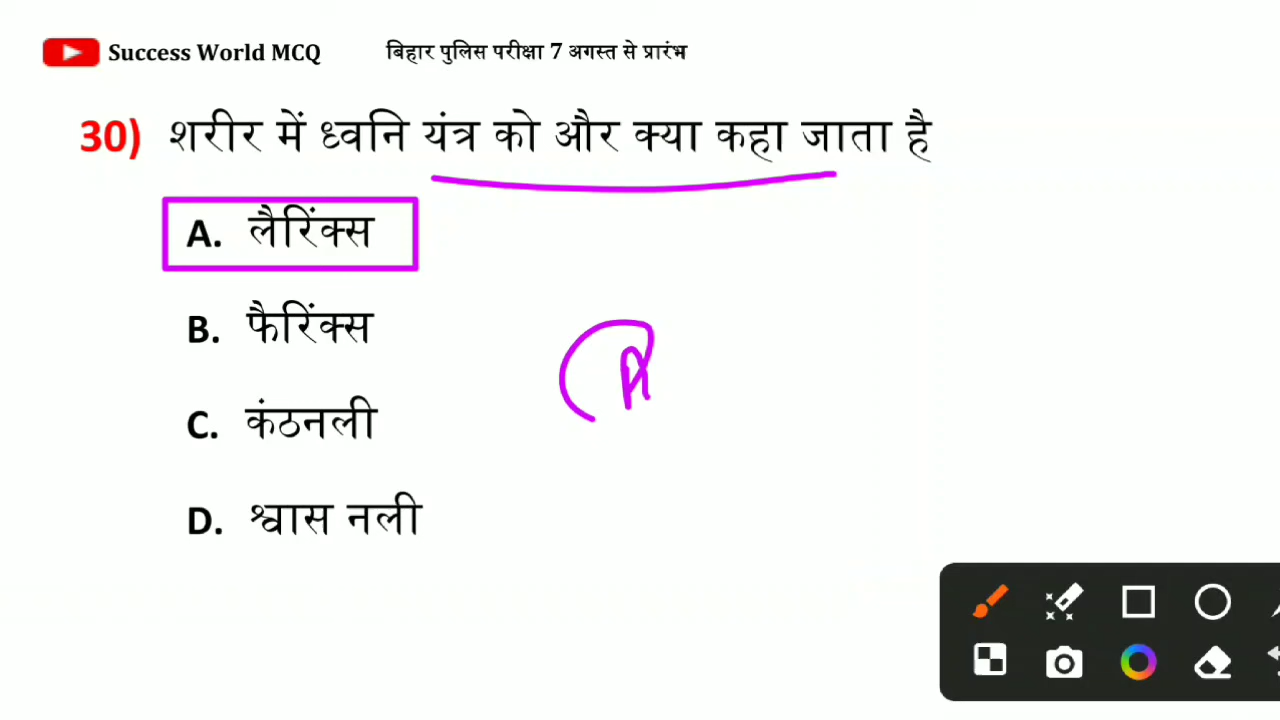 Success World MCQ बिहार पुलिस परीक्षा 7 अगस्त से प्रारंभ
30) शरीर में ध्वनि यंत्र को और क्या कहा जाता है
A. लैरिंक्स
B. फैरिंक्स
A
C. कंठनली
D. श्वास नली